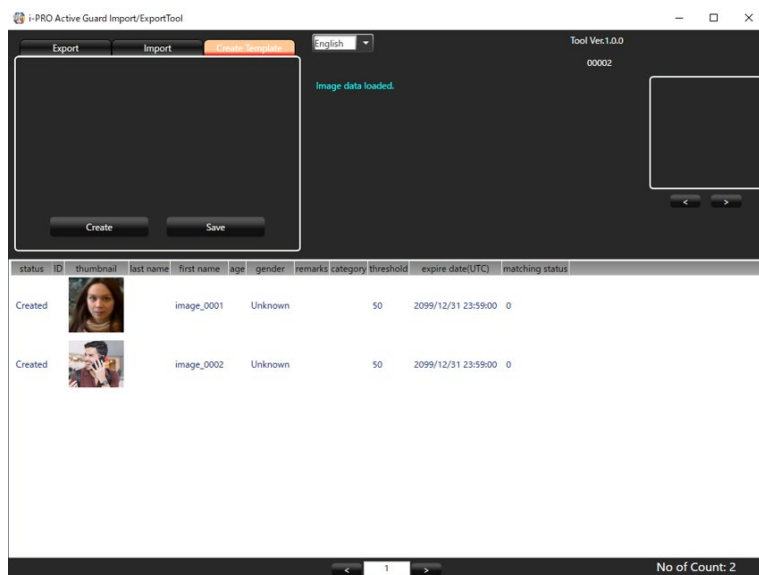 i-PRO Active Guard Import/ExportTool
Export Import Create Template English Tool Ver.1.0.0
00002
Image data loaded.
< >
Create Save
status ID thumbnail last name first name age gender remarks category threshold expire date(UTC) matching status
Created image_0001 Unknown 50 2099/12/31 23:59:00 0
Created image_0002 Unknown 50 2099/12/31 23:59:00 0
< 1 > No of Count: 2